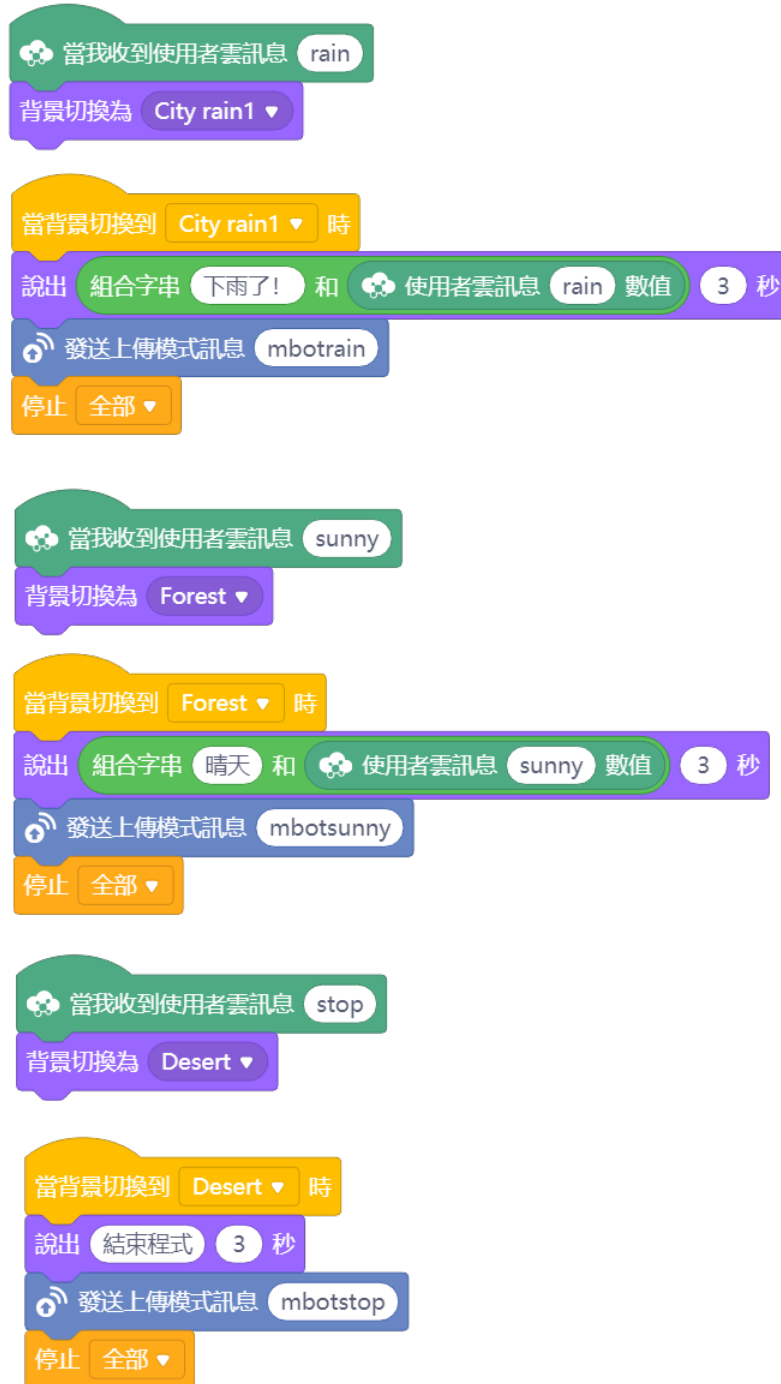 當我收到使用者雲訊息 rain
背景切換為 City rain1
當背景切換到 City rain1 時
說出 組合字串 下雨了! 和 使用者雲訊息 rain 數值 3 秒
發送上傳模式訊息 mbotrain
停止 全部
當我收到使用者雲訊息 sunny
背景切換為 Forest
當背景切換到 Forest 時
說出 組合字串 晴天 和 使用者雲訊息 sunny 數值 3 秒
發送上傳模式訊息 mbotsunny
停止 全部
當我收到使用者雲訊息 stop
背景切換為 Desert
當背景切換到 Desert 時
說出 結束程式 3 秒
發送上傳模式訊息 mbotstop
停止 全部